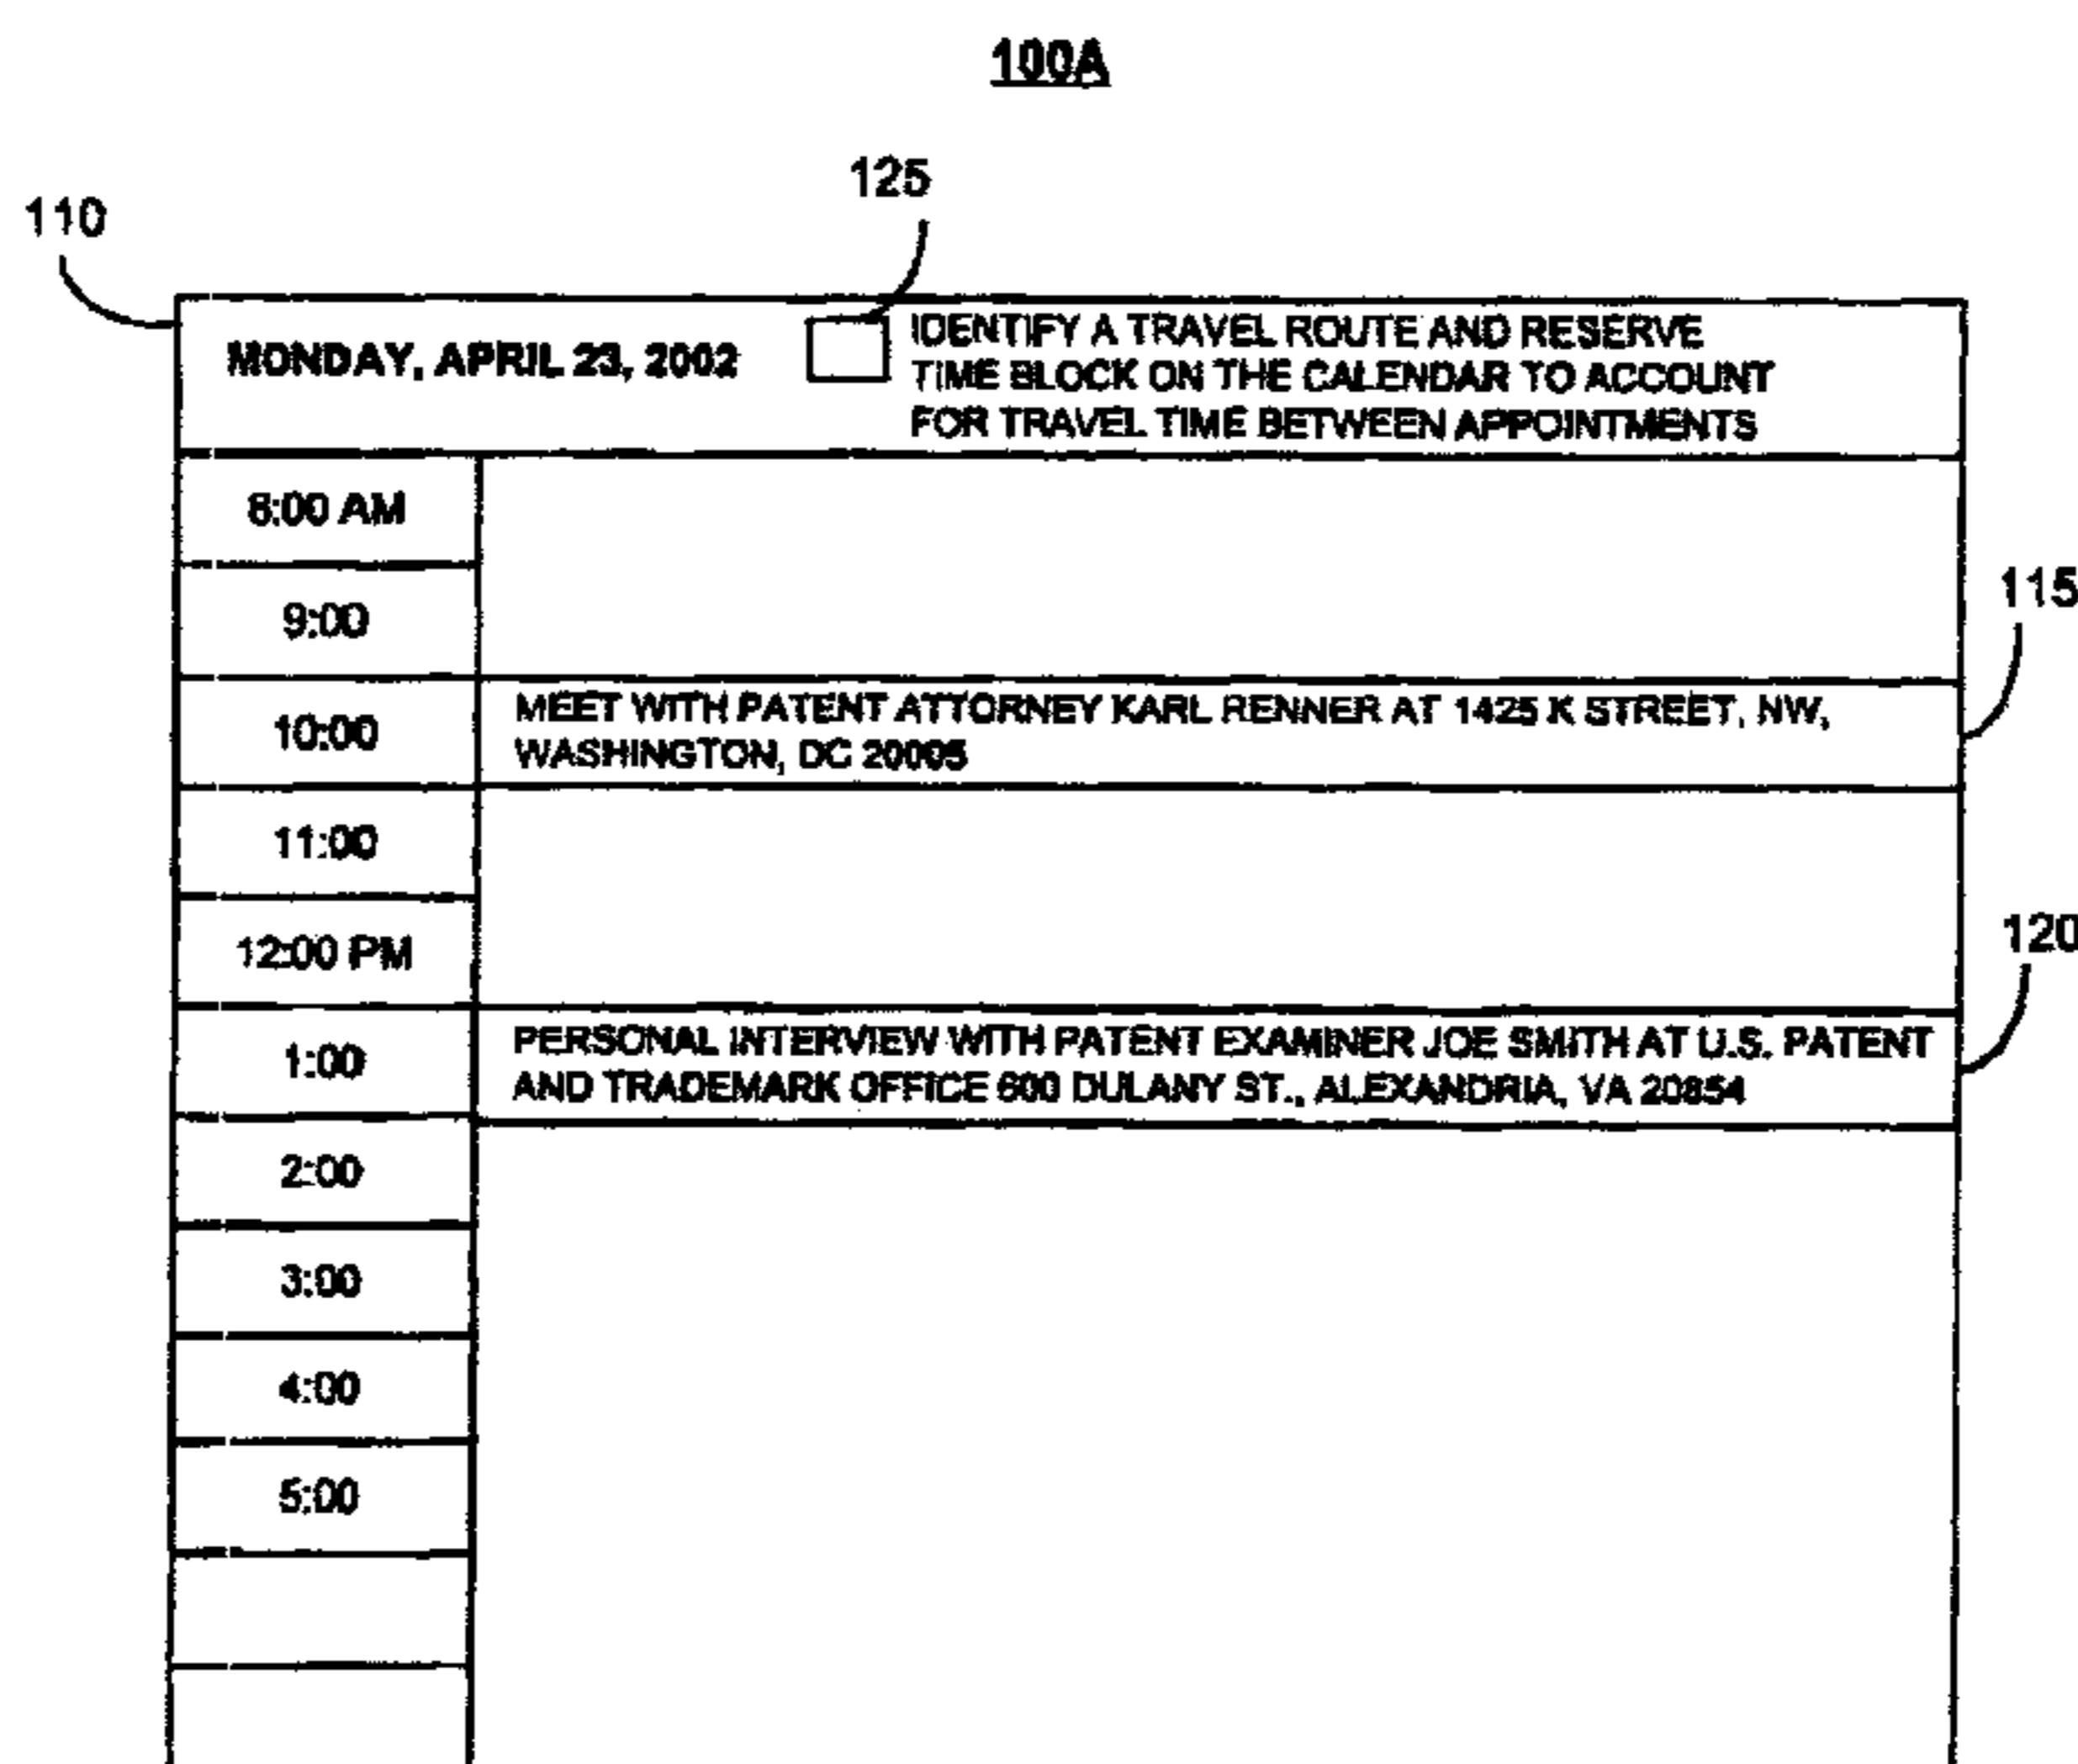 100A
125
110
MONDAY, APRIL 23, 2002
IDENTIFY A TRAVEL ROUTE AND RESERVE
TIME BLOCK ON THE CALENDAR TO ACCOUNT
FOR TRAVEL TIME BETWEEN APPOINTMENTS
8:00 AM
9:00
115
10:00
MEET WITH PATENT ATTORNEY KARL RENNER AT 1425 K STREET, NW,
WASHINGTON, DC 20005
11:00
12:00 PM
120
1:00
PERSONAL INTERVIEW WITH PATENT EXAMINER JOE SMITH AT U.S. PATENT
AND TRADEMARK OFFICE 600 DULANY ST., ALEXANDRIA, VA 20854
2:00
3:00
4:00
5:00